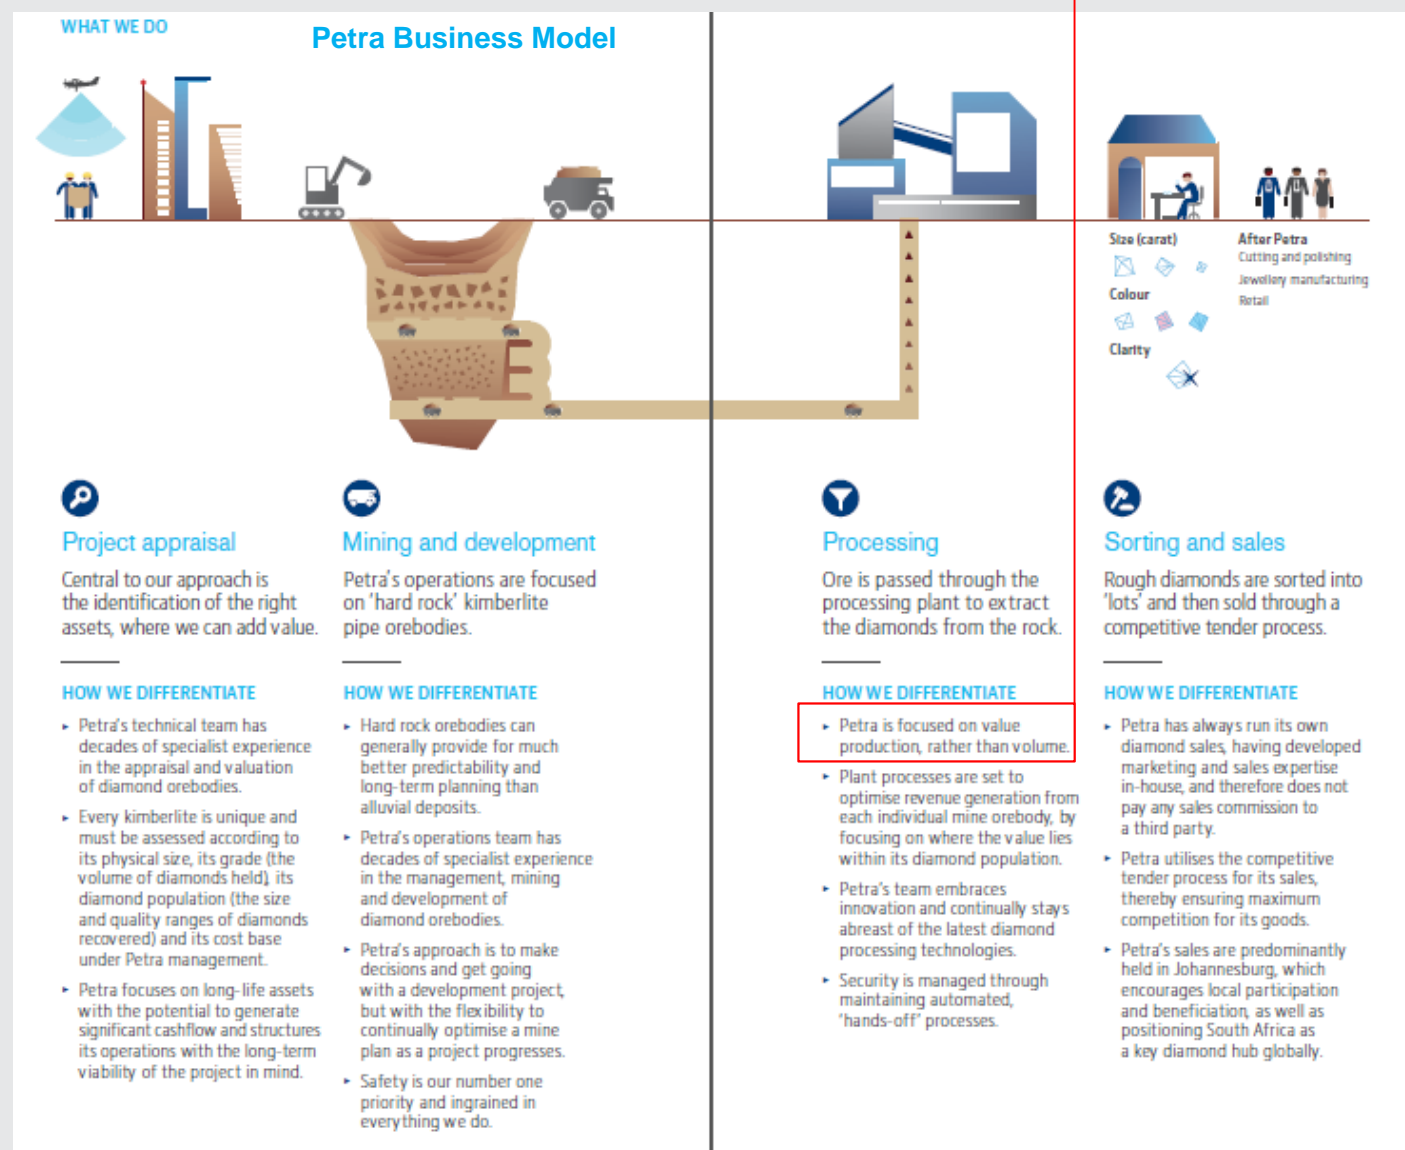 WHAT WE DO
Petra Business Model
Size (carat)
Colour
Clarity
After Petra
Cutting and polishing
Jewellery manufacturing
Retail
Project appraisal
Central to our approach is
the identification of the right
assets, where we can add value.
HOW WE DIFFERENTIATE
▸ Petra's technical team has
decades of specialist experience
in the appraisal and valuation
of diamond orebodies.
▸ Every kimberlite is unique and
must be assessed according to
its physical size, its grade (the
volume of diamonds held), its
diamond population (the size
and quality ranges of diamonds
recovered) and its cost base
under Petra management.
▸ Petra focuses on long-life assets
with the potential to generate
significant cashflow and structures
its operations with the long-term
viability of the project in mind.
Mining and development
Petra's operations are focused
on 'hard rock' kimberlite
pipe orebodies.
HOW WE DIFFERENTIATE
▸ Hard rock orebodies can
generally provide for much
better predictability and
long-term planning than
alluvial deposits.
▸ Petra's operations team has
decades of specialist experience
in the management, mining
and development of
diamond orebodies.
▸ Petra's approach is to make
decisions and get going
with a development project,
but with the flexibility to
continually optimise a mine
plan as a project progresses.
▸ Safety is our number one
priority and ingrained in
everything we do.
Processing
Ore is passed through the
processing plant to extract
the diamonds from the rock.
HOW WE DIFFERENTIATE
▸ Petra is focused on value
production, rather than volume.
▸ Plant processes are set to
optimise revenue generation from
each individual mine orebody, by
focusing on where the value lies
within its diamond population.
▸ Petra's team embraces
innovation and continually stays
abreast of the latest diamond
processing technologies.
▸ Security is managed through
maintaining automated,
'hands-off' processes.
Sorting and sales
Rough diamonds are sorted into
'lots' and then sold through a
competitive tender process.
HOW WE DIFFERENTIATE
▸ Petra has always run its own
diamond sales, having developed
marketing and sales expertise
in-house, and therefore does not
pay any sales commission to
a third party.
▸ Petra utilises the competitive
tender process for its sales,
thereby ensuring maximum
competition for its goods.
▸ Petra's sales are predominantly
held in Johannesburg, which
encourages local participation
and beneficiation, as well as
positioning South Africa as
a key diamond hub globally.